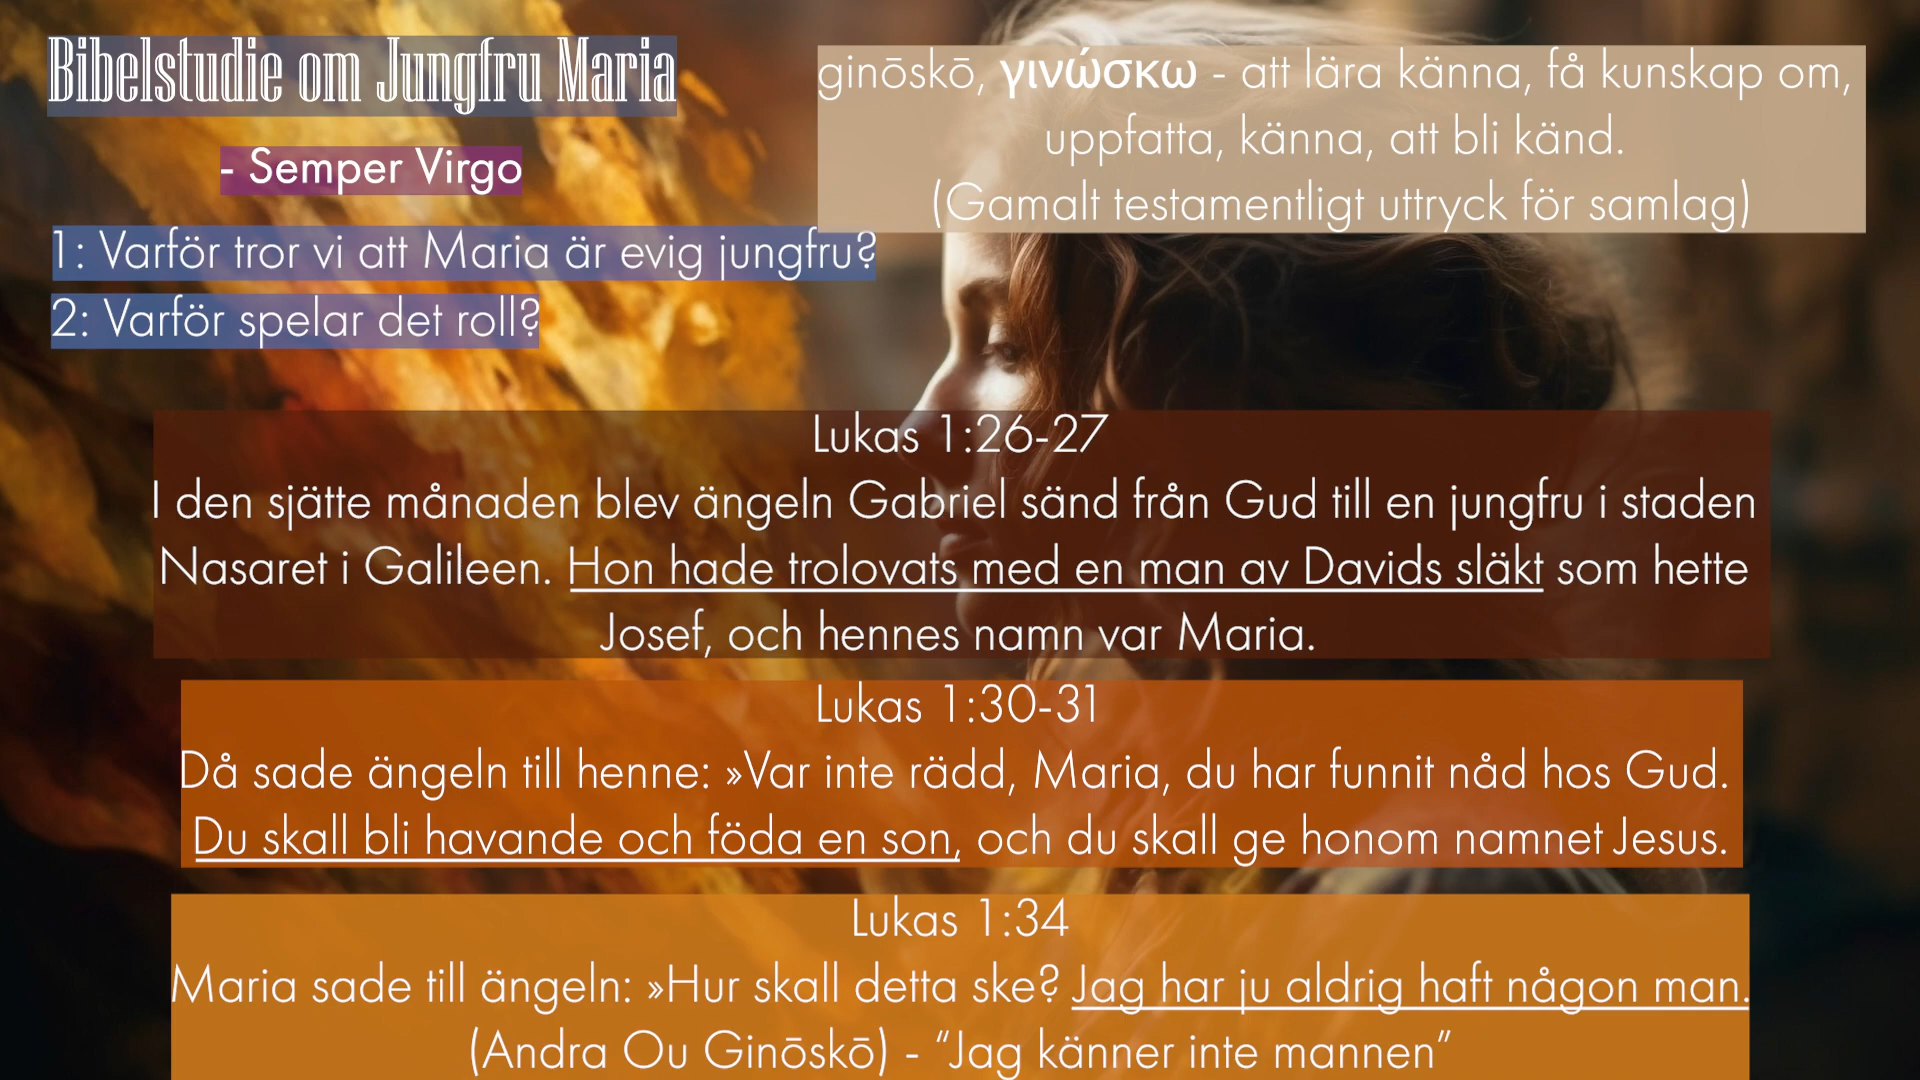 Bibelstudie om Jungfru Maria
- Semper Virgo
1: Varför tror vi att Maria är evig jungfru?
2: Varför spelar det roll?
ginōskō, γινώσκω - att lära känna, få kunskap om,
uppfatta, känna, att bli känd.
(Gamalt testamentligt uttryck för samlag)
Lukas 1:26-27
I den sjätte månaden blev ängeln Gabriel sänd från Gud till en jungfru i staden
Nasaret i Galileen. Hon hade trolovats med en man av Davids släkt som hette
Josef, och hennes namn var Maria.
Lukas 1:30-31
Då sade ängeln till henne: »Var inte rädd, Maria, du har funnit nåd hos Gud.
Du skall bli havande och föda en son, och du skall ge honom namnet Jesus.
Lukas 1:34
Maria sade till ängeln: »Hur skall detta ske? Jag har ju aldrig haft någon man.
(Andra Ou Ginōskō) - “Jag känner inte mannen”